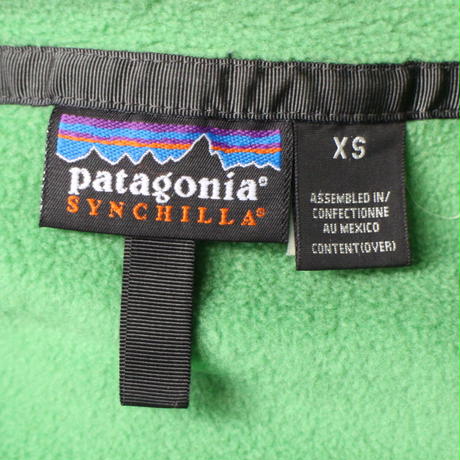 patagonia®
SYNCHILLA®
XS
ASSEMBLED IN/
CONFECTIONNE
AU MEXICO
CONTENT(OVER)